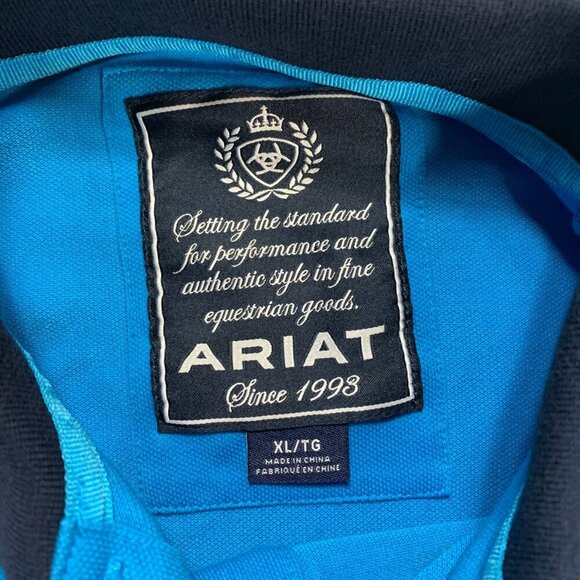 Setting the standard
for performance and
authentic style in fine
equestrian goods.
ARIAT
Since 1993
XL/TG
MADE IN CHINA
FABRIQUÉ EN CHINE